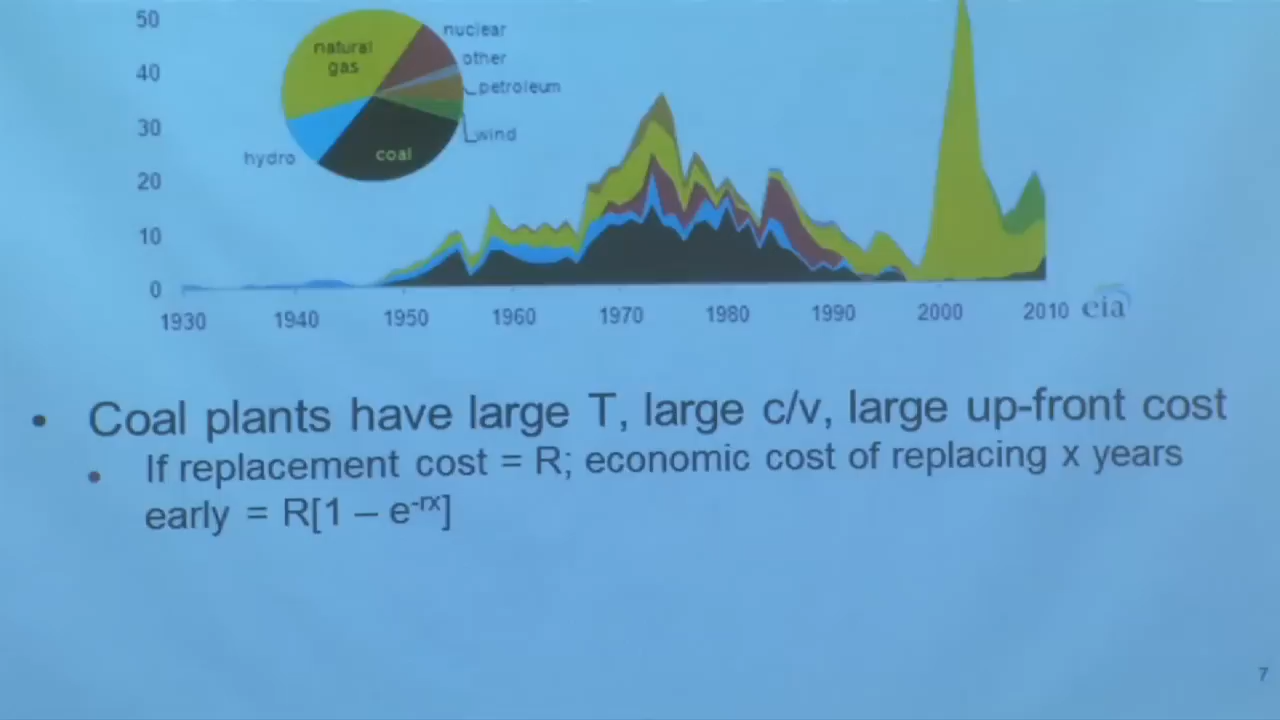 50
nuclear
natural
gas
other
40
petroleum
30
wind
hydro
coal
20
10
0
1930 1940 1950 1960 1970 1980 1990 2000 2010 eia
• Coal plants have large T, large c/v, large up-front cost
• If replacement cost = R; economic cost of replacing x years
early = R[1 – e^-rx]
7